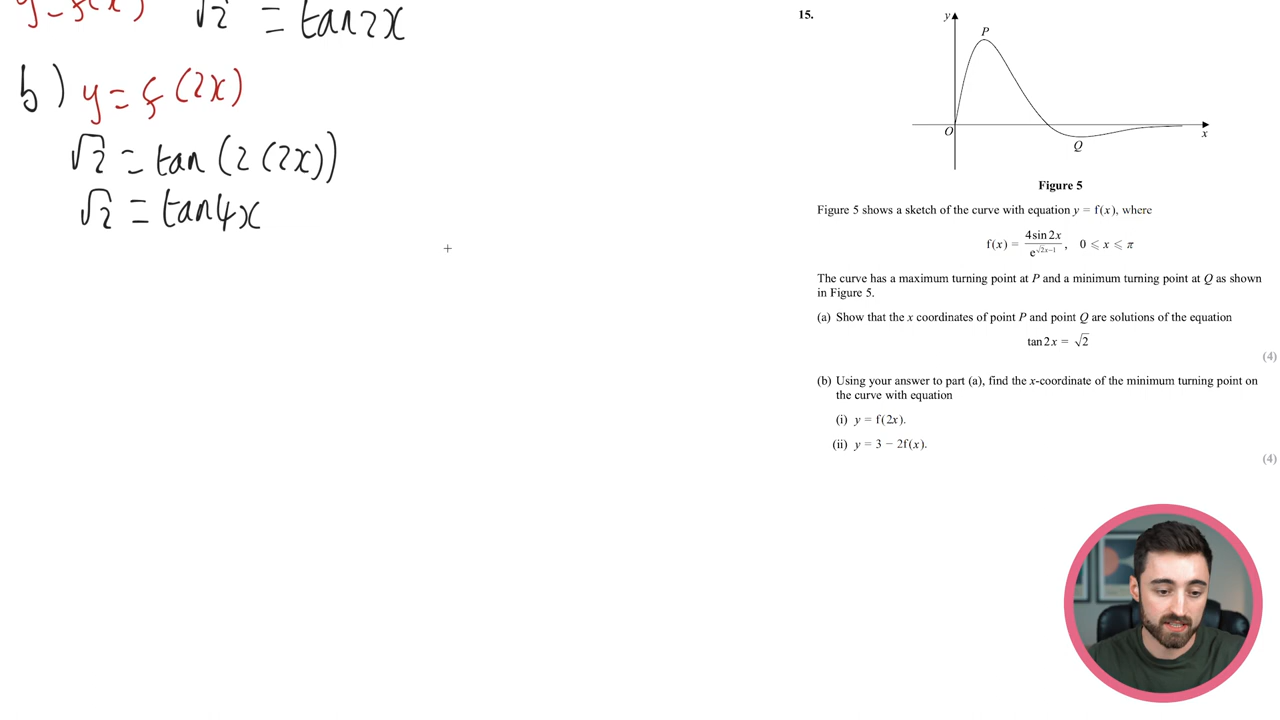 y = f(x) √2 = tan2x
b) y = f(2x)
√2 = tan(2(2x))
√2 = tan4x
15.
y
P
O
x
Q
Figure 5
Figure 5 shows a sketch of the curve with equation y = f(x), where
f(x) = 4sin2x / e^(√2x−1), 0 ⩽ x ⩽ π
The curve has a maximum turning point at P and a minimum turning point at Q as shown
in Figure 5.
(a) Show that the x coordinates of point P and point Q are solutions of the equation
tan2x = √2
(4)
(b) Using your answer to part (a), find the x-coordinate of the minimum turning point on
the curve with equation
(i) y = f(2x).
(ii) y = 3 − 2f(x).
(4)